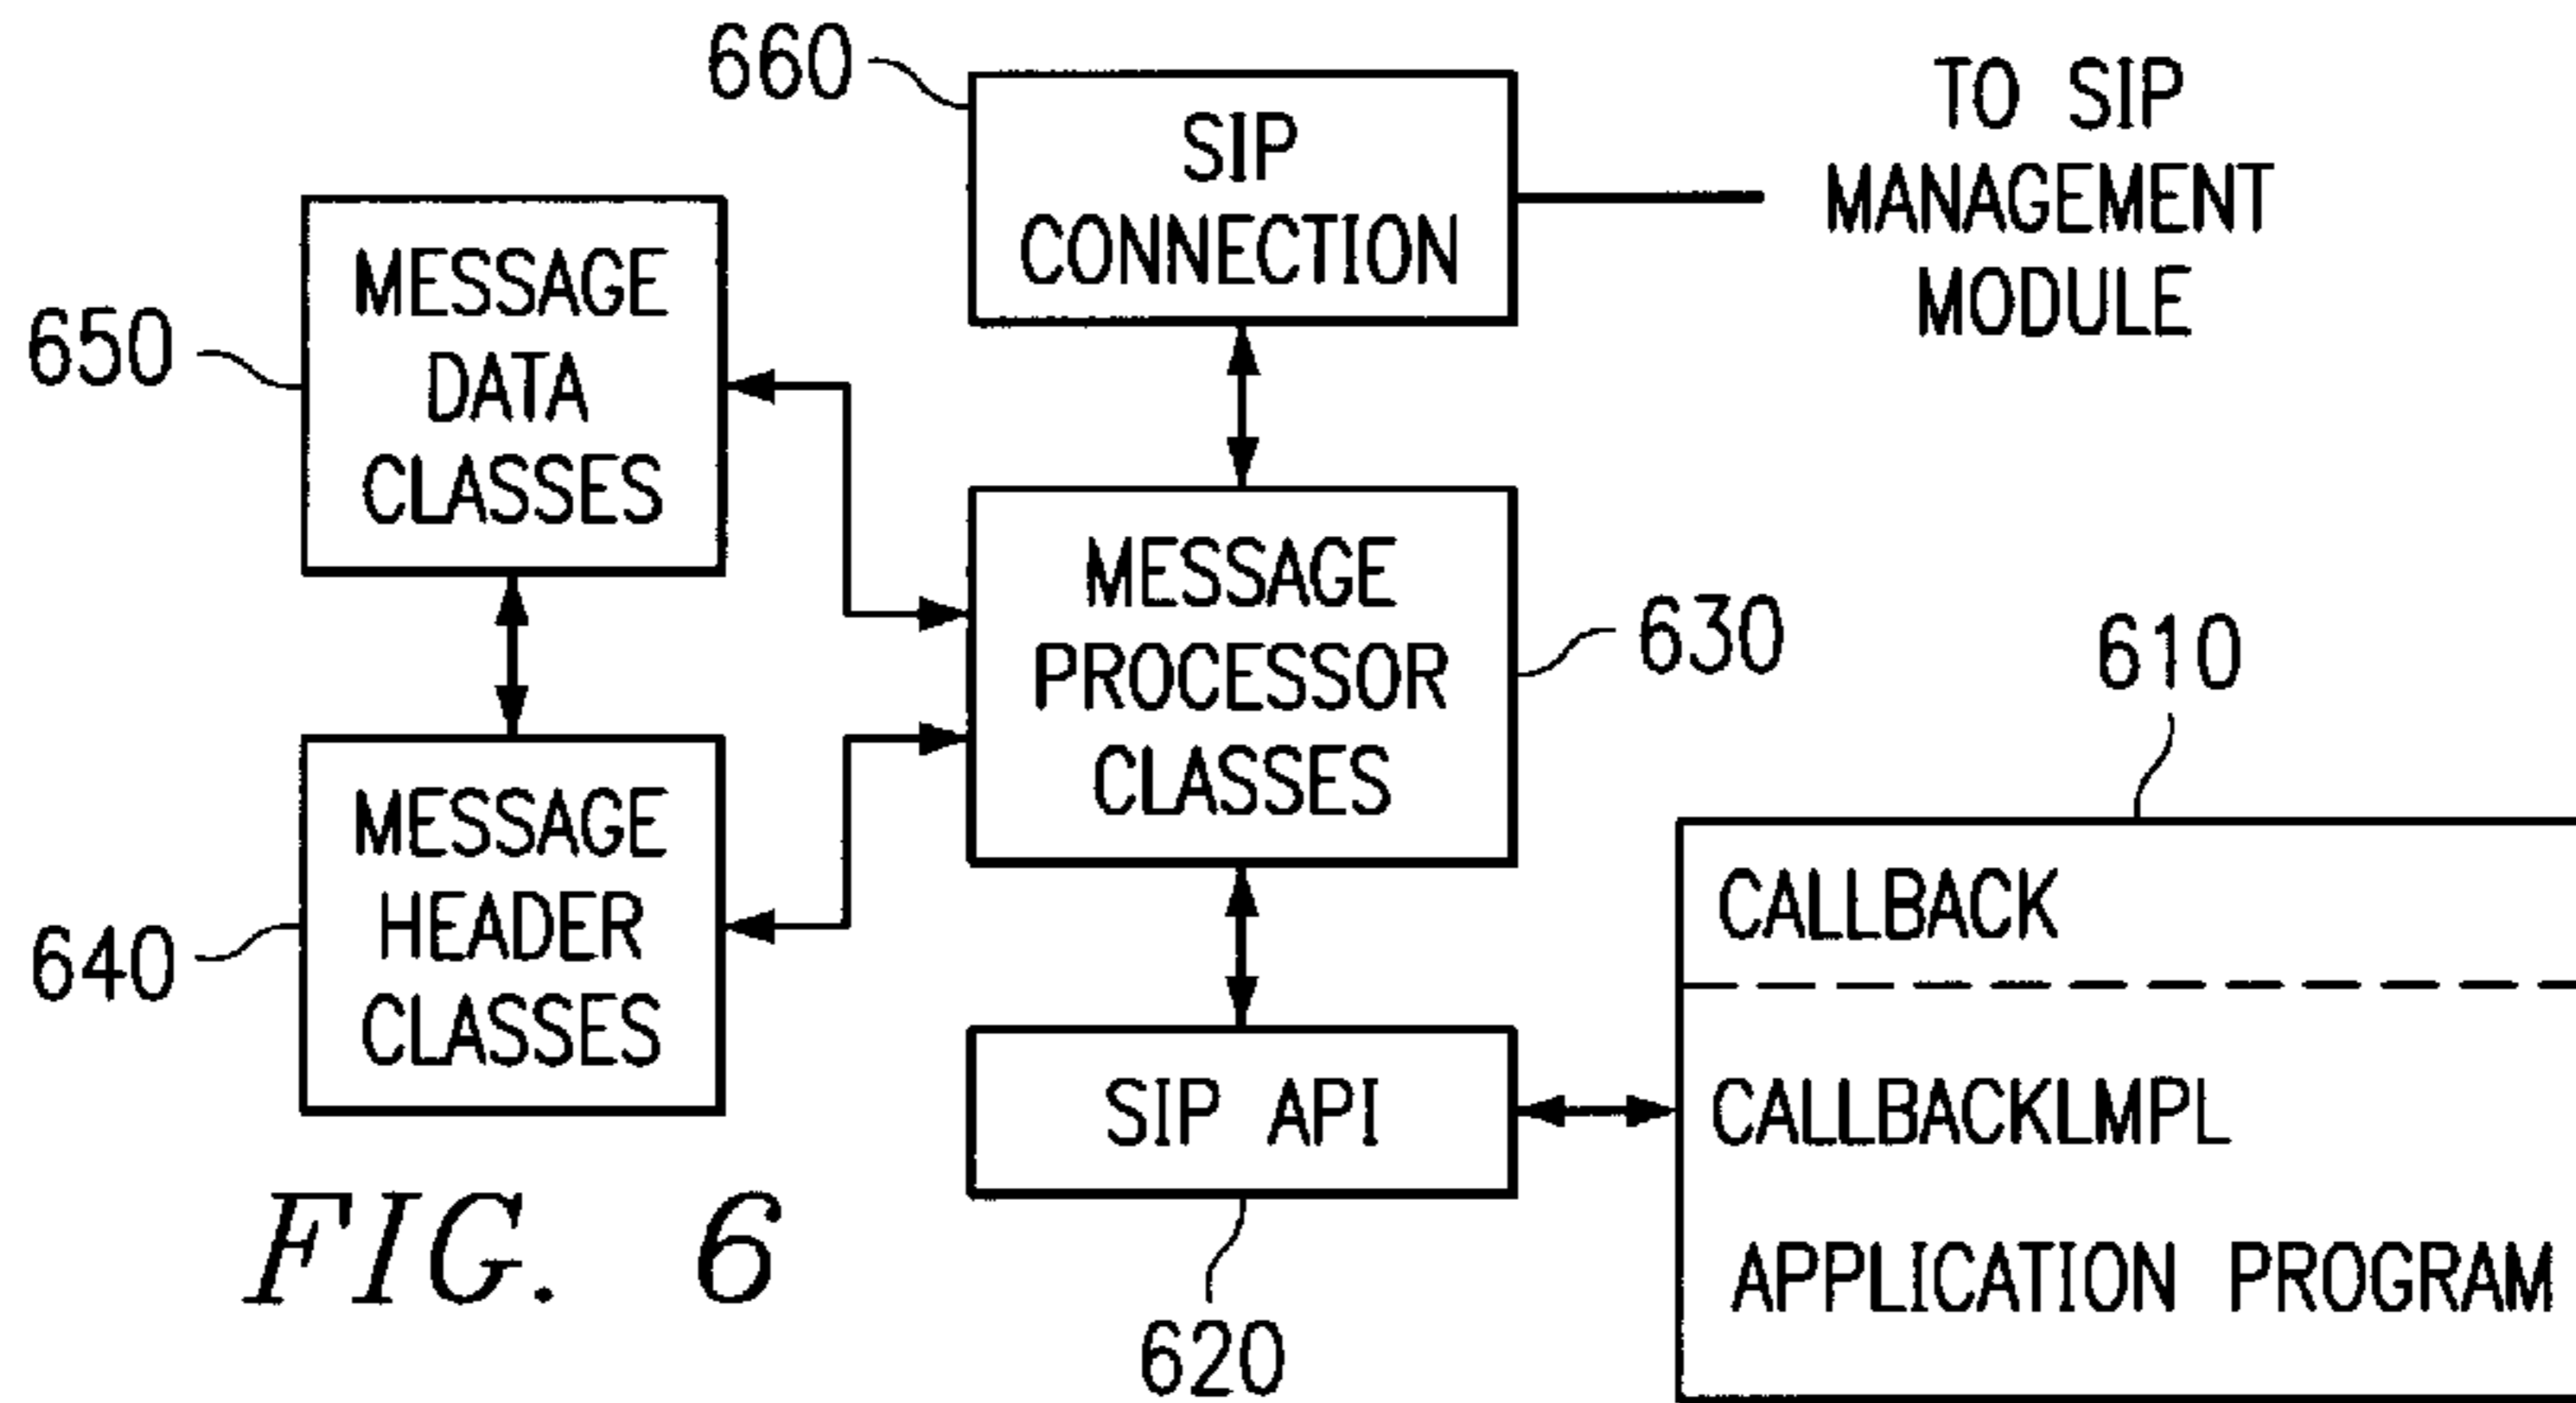 660
SIP
CONNECTION
TO SIP
MANAGEMENT
MODULE
650
MESSAGE
DATA
CLASSES
MESSAGE
PROCESSOR
CLASSES
630
610
640
MESSAGE
HEADER
CLASSES
CALLBACK
CALLBACKLMPL
APPLICATION PROGRAM
SIP API
620
FIG. 6